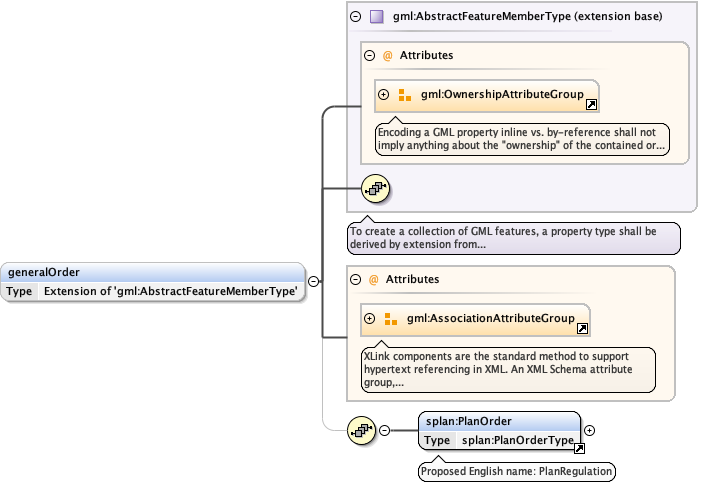 gml:AbstractFeatureMemberType (extension base)
@ Attributes
gml:OwnershipAttributeGroup
Encoding a GML property inline vs. by-reference shall not
imply anything about the "ownership" of the contained or...
To create a collection of GML features, a property type shall be
derived by extension from...
generalOrder
Type Extension of 'gml:AbstractFeatureMemberType'
@ Attributes
gml:AssociationAttributeGroup
XLink components are the standard method to support
hypertext referencing in XML. An XML Schema attribute
group,...
splan:PlanOrder
Type splan:PlanOrderType
Proposed English name: PlanRegulation